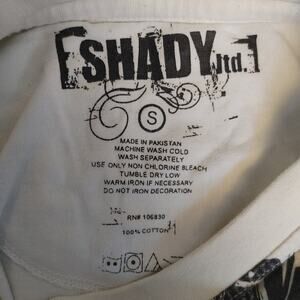 SHADY ltd.
S
MADE IN PAKISTAN
MACHINE WASH COLD
WASH SEPARATELY
USE ONLY NON CHLORINE BLEACH
TUMBLE DRY LOW
WARM IRON IF NECESSARY
DO NOT IRON DECORATION
RN# 106830
100% COTTON